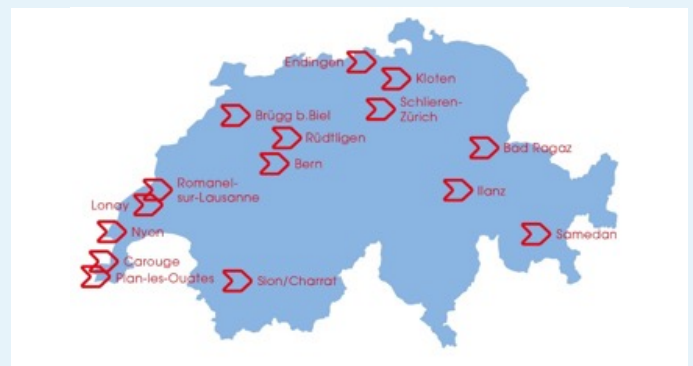 Endingen
Kloten
Schlieren-
Zürich
Brügg b.Biel
Rüdtligen
Bad Ragaz
Bern
Romanel-
sur-Lausanne
Ilanz
Lonay
Nyon
Samedan
Carouge
Plan-les-Ouates
Sion/Charrat